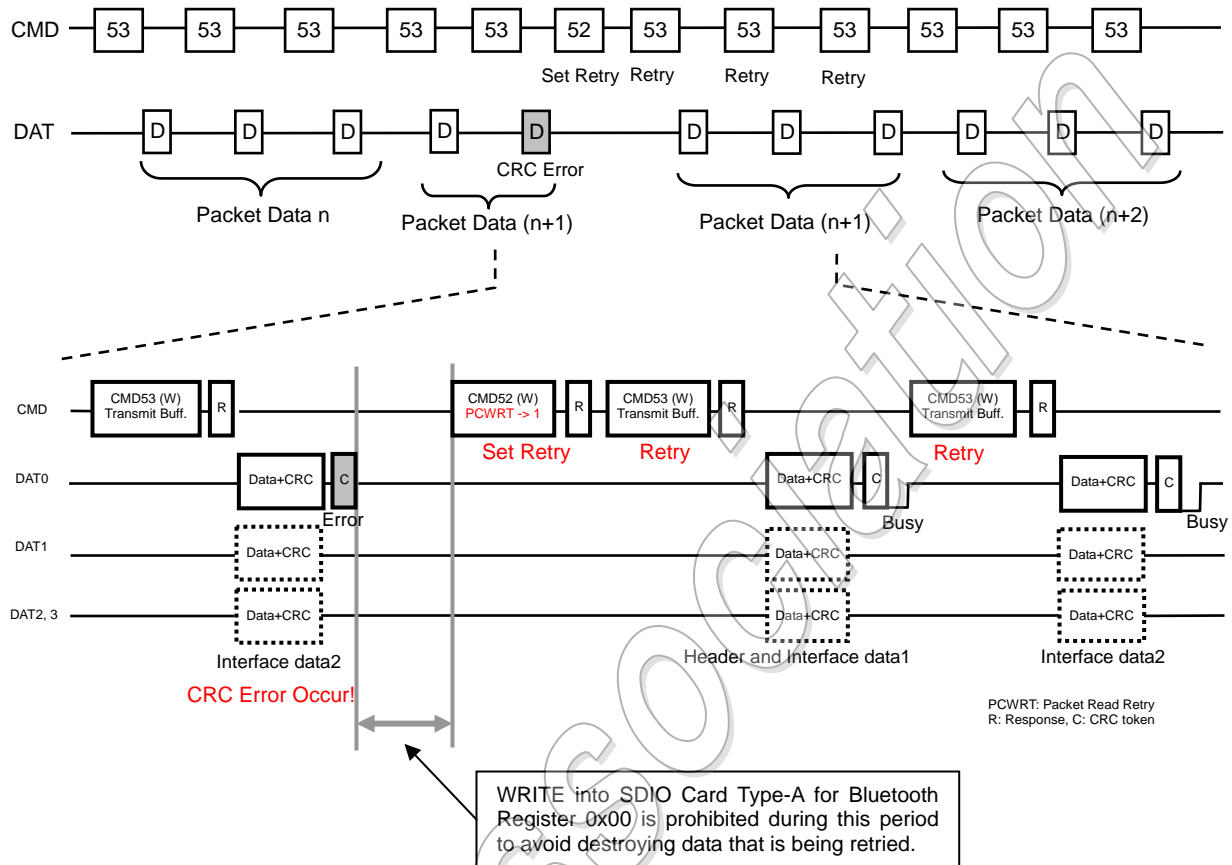 CMD 53 53 53 53 53 52 53 53 53 53 53 53
Set Retry Retry Retry Retry
DAT D D D D D D D D D D D
CRC Error
Packet Data n Packet Data (n+1) Packet Data (n+1) Packet Data (n+2)
CMD CMD53 (W) R CMD52 (W) R CMD53 (W) R CMD53 (W) R
Transmit Buff. PCWRT -> 1 Transmit Buff. Transmit Buff.
Set Retry Retry Retry
DAT0 Data+CRC C Data+CRC C Data+CRC C
Error Busy Busy
DAT1 Data+CRC Data+CRC Data+CRC
DAT2, 3 Data+CRC Data+CRC Data+CRC
Interface data2 Header and Interface data1 Interface data2
CRC Error Occur!
PCWRT: Packet Read Retry
R: Response, C: CRC token
WRITE into SDIO Card Type-A for Bluetooth
Register 0x00 is prohibited during this period
to avoid destroying data that is being retried.
ssociation